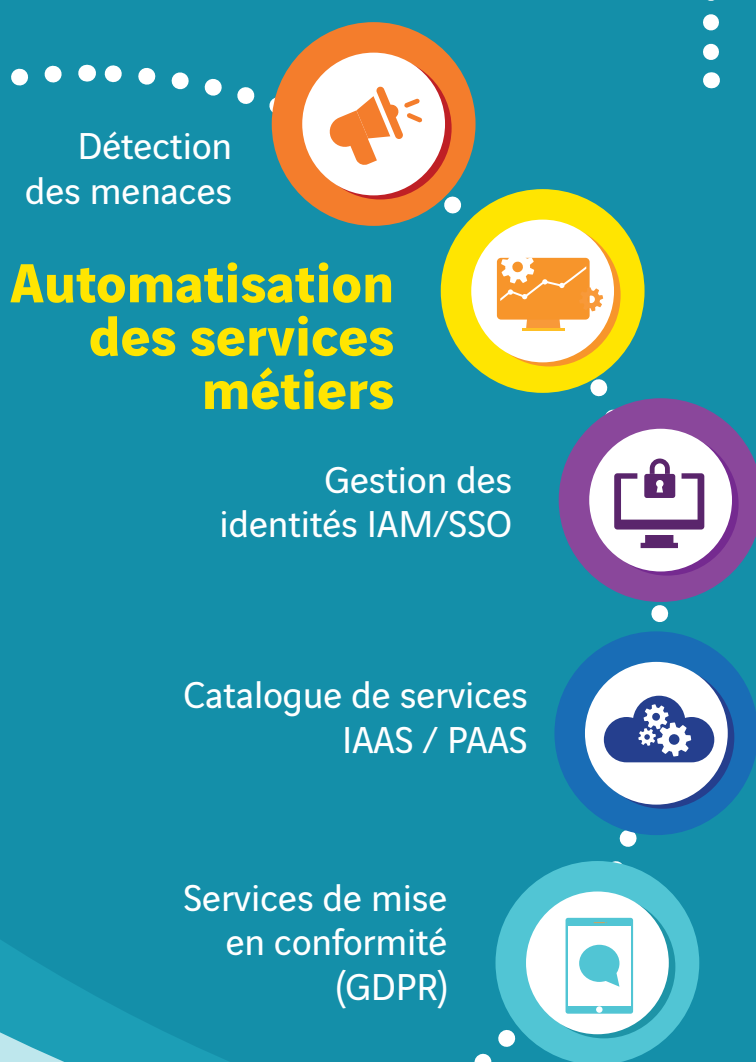 Détection
des menaces
Automatisation
des services
métiers
Gestion des
identités IAM/SSO
Catalogue de services
IAAS / PAAS
Services de mise
en conformité
(GDPR)